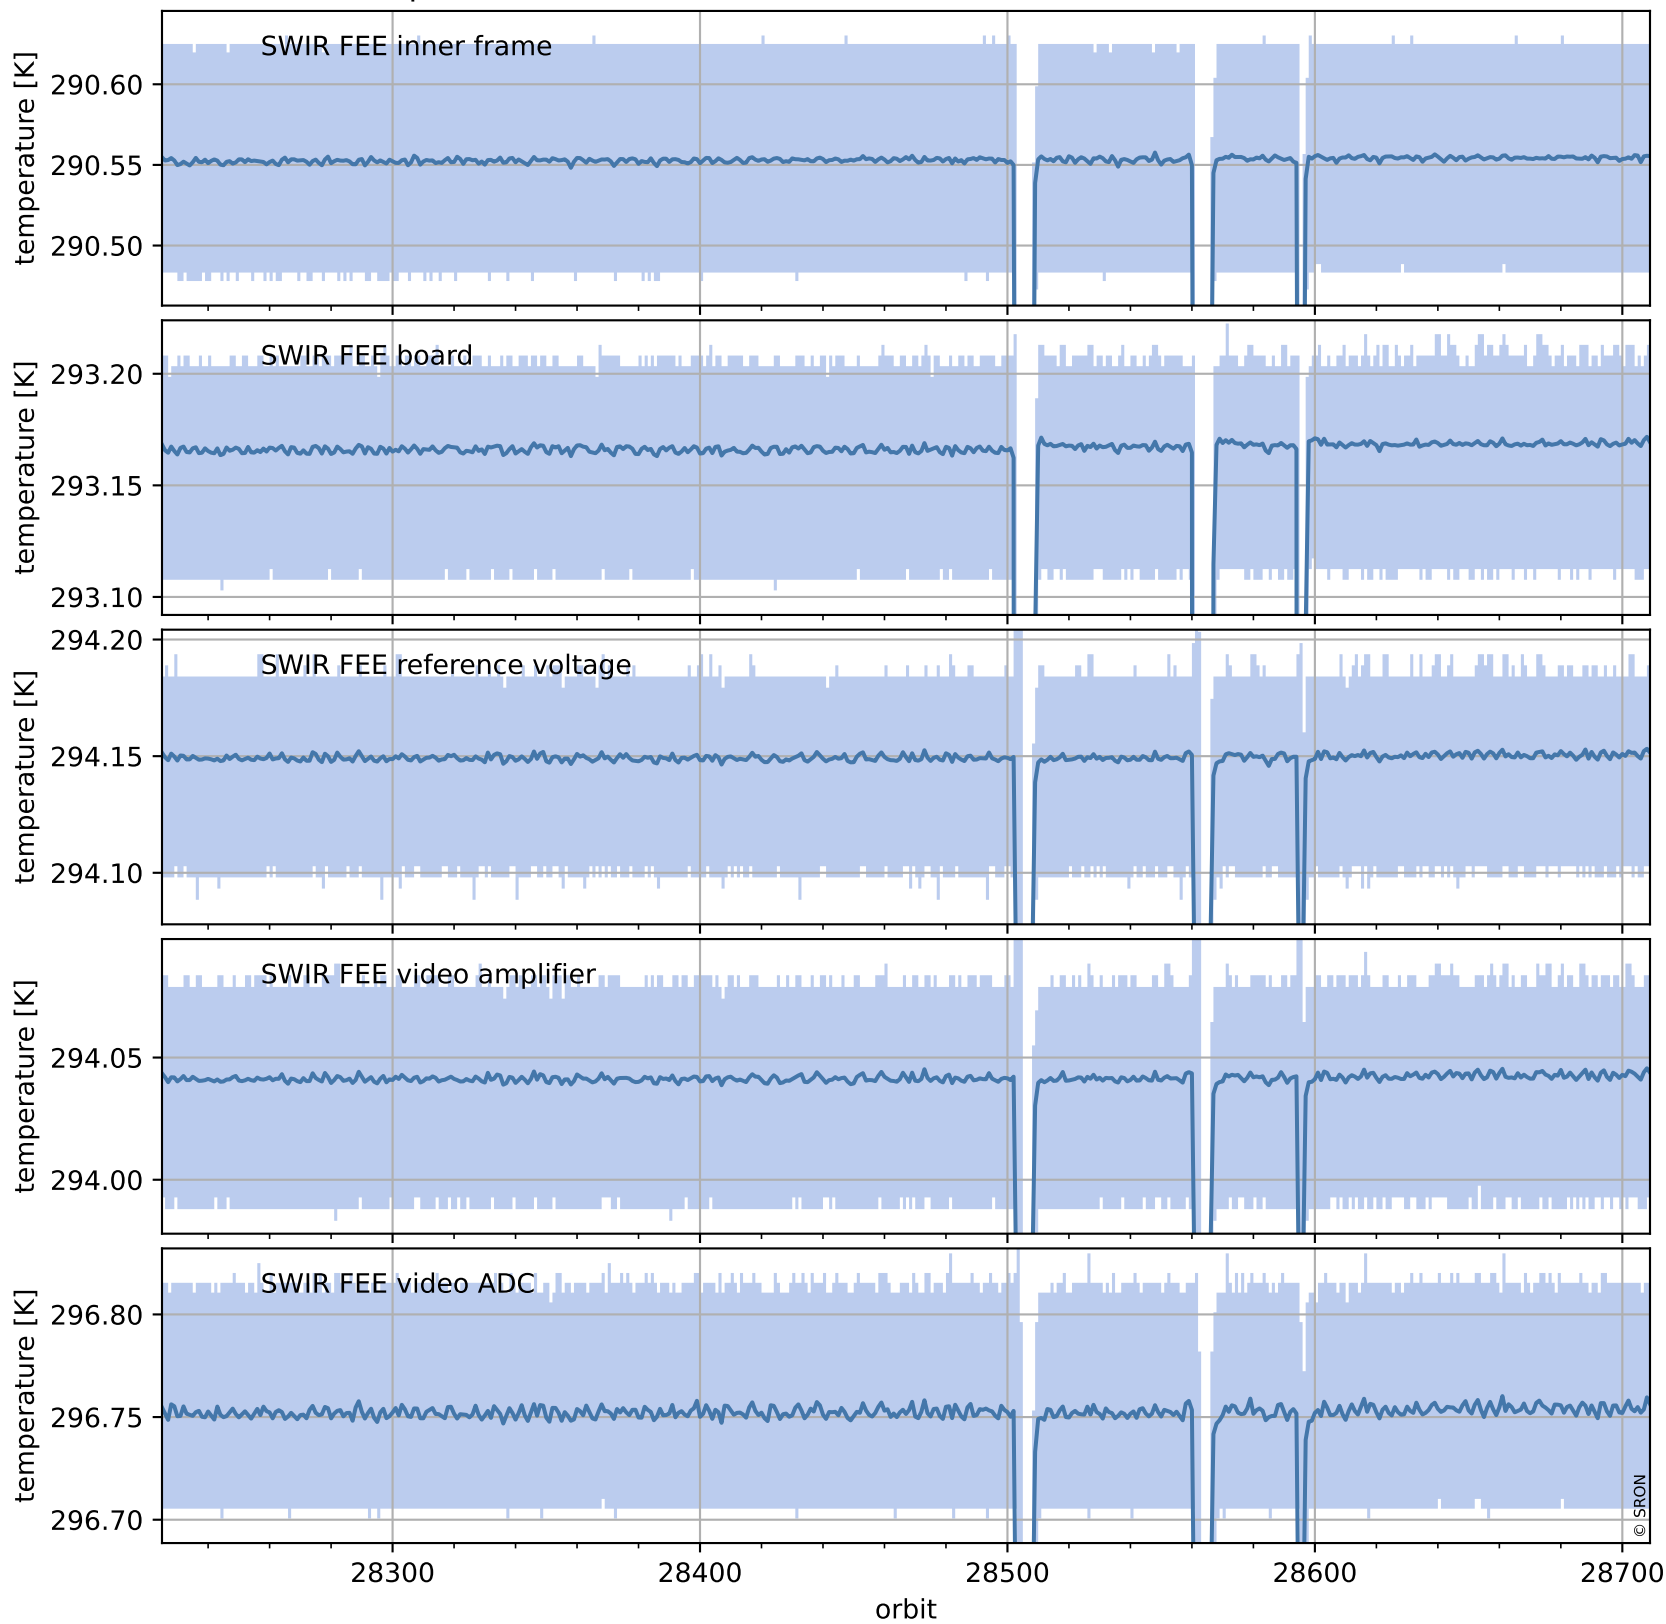 SWIR FEE inner frame
temperature [K]
290.60
290.55
290.50
SWIR FEE board
temperature [K]
293.20
293.15
293.10
SWIR FEE reference voltage
temperature [K]
294.20
294.15
294.10
SWIR FEE video amplifier
temperature [K]
294.05
294.00
SWIR FEE video ADC
temperature [K]
296.80
296.75
296.70
© SRON
28300 28400 28500 28600 28700
orbit